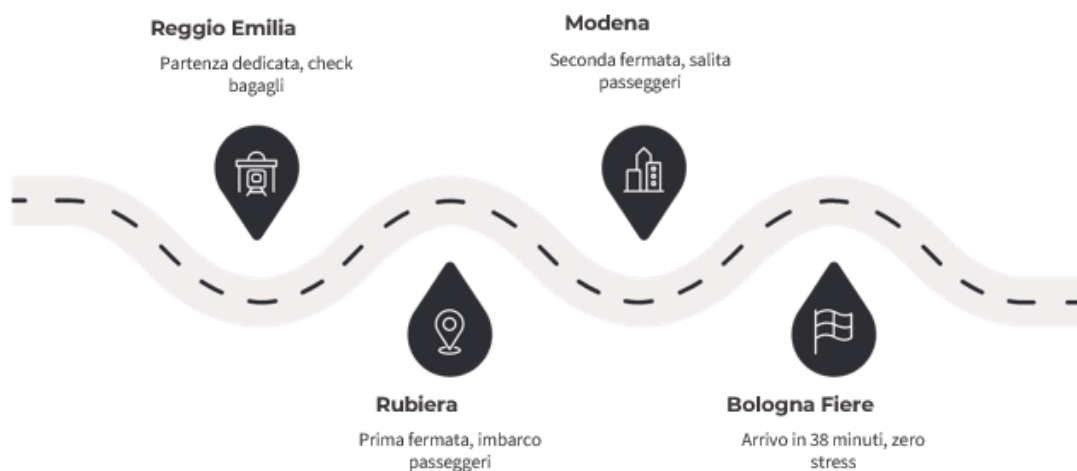 Reggio Emilia
Partenza dedicata, check
bagagli
Modena
Seconda fermata, salita
passeggeri
Rubiera
Prima fermata, imbarco
passeggeri
Bologna Fiere
Arrivo in 38 minuti, zero
stress